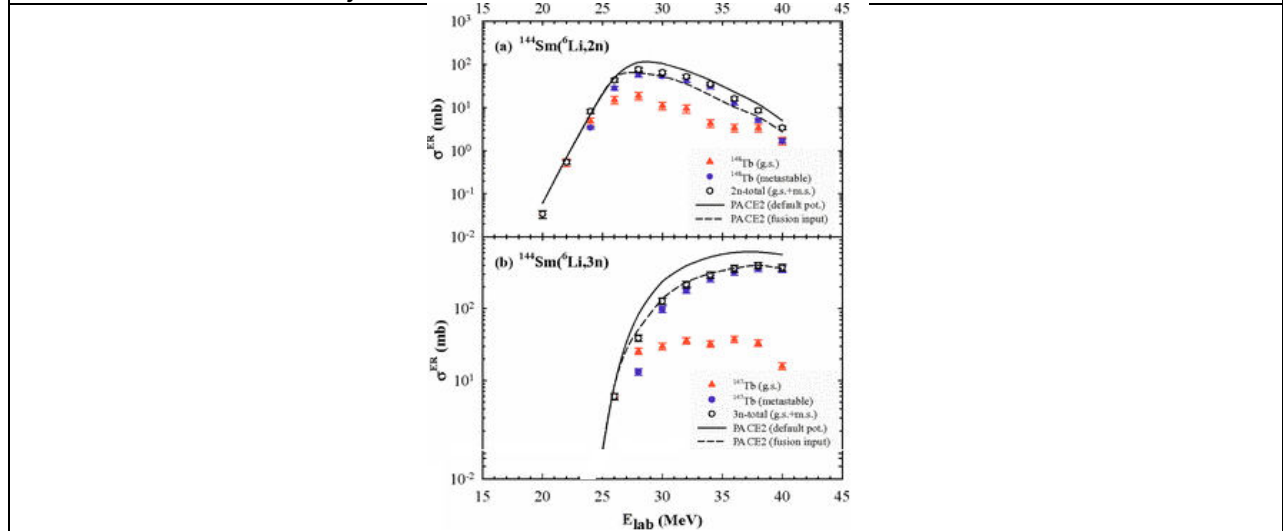 15 20 25 30 35 40 45
10³
(a) ¹⁴⁴Sm(⁶Li,2n)
10²
10¹
10⁰
10⁻¹
10⁻²
σᴱᴿ (mb)
¹⁴⁸Tb (g.s.)
¹⁴⁸Tb (metastable)
2n-total (g.s.+m.s.)
PACE2 (default pot.)
PACE2 (fusion input)
(b) ¹⁴⁴Sm(⁶Li,3n)
10²
10¹
10⁻²
σᴱᴿ (mb)
¹⁴⁷Tb (g.s.)
¹⁴⁷Tb (metastable)
3n-total (g.s.+m.s.)
PACE2 (default pot.)
PACE2 (fusion input)
15 20 25 30 35 40 45
E_lab (MeV)